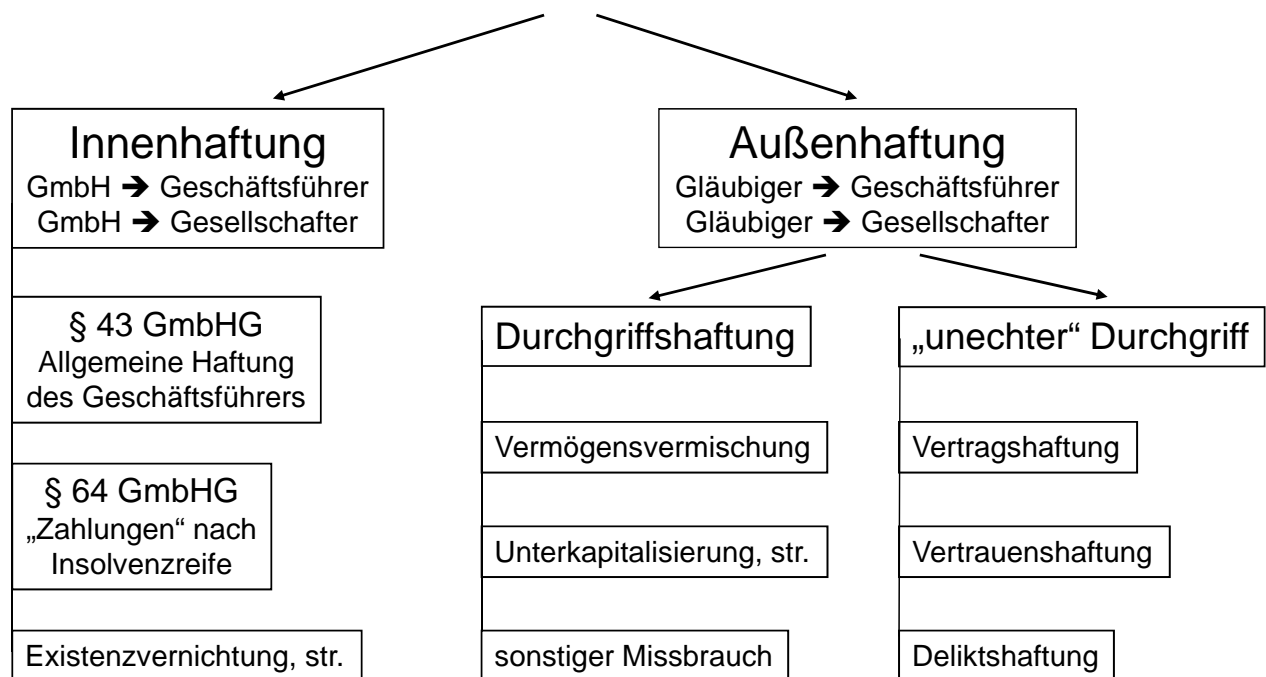 Innenhaftung
GmbH ➔ Geschäftsführer
GmbH ➔ Gesellschafter
§ 43 GmbHG
Allgemeine Haftung
des Geschäftsführers
§ 64 GmbHG
„Zahlungen“ nach
Insolvenzreife
Existenzvernichtung, str.
Außenhaftung
Gläubiger ➔ Geschäftsführer
Gläubiger ➔ Gesellschafter
Durchgriffshaftung
Vermögensvermischung
Unterkapitalisierung, str.
sonstiger Missbrauch
„unechter“ Durchgriff
Vertragshaftung
Vertrauenshaftung
Deliktshaftung